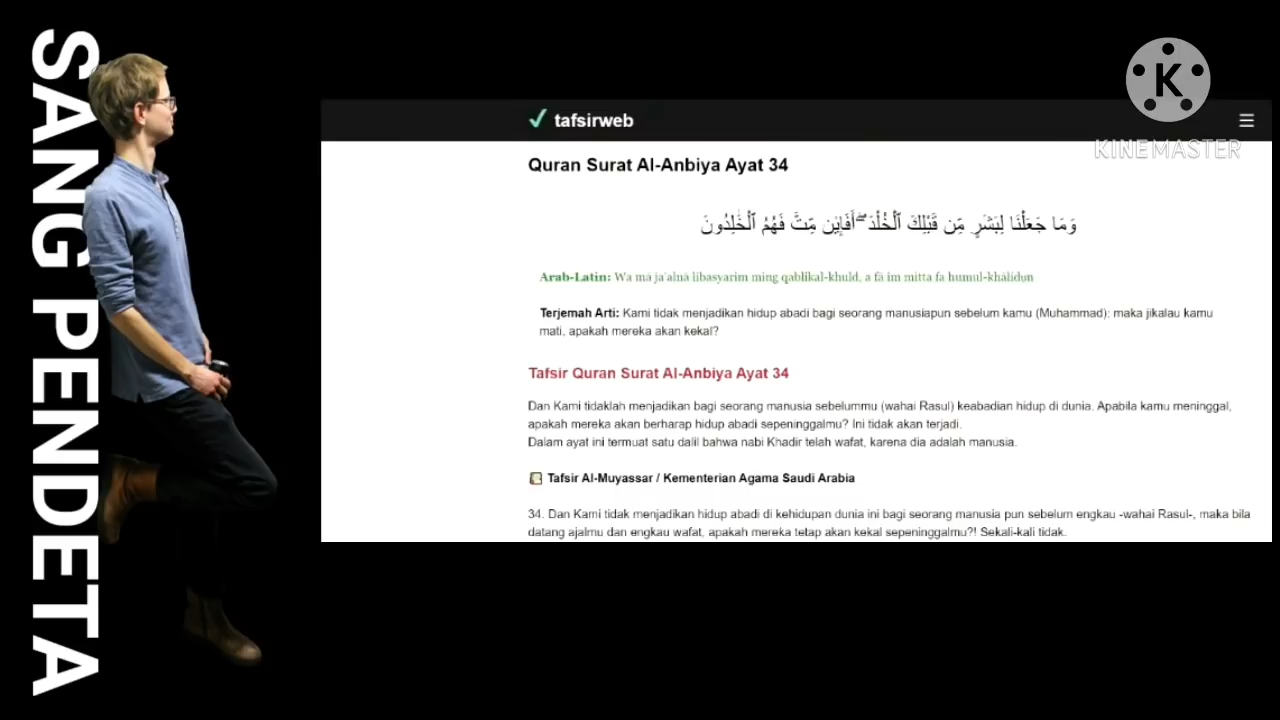 SANG PENDETA
KINEMASTER
tafsirweb
Quran Surat Al-Anbiya Ayat 34
وَمَا جَعَلْنَا لِبَشَرٍ مِّن قَبْلِكَ ٱلْخُلْدَ ۖ أَفَإِي۟ن مِّتَّ فَهُمُ ٱلْخَٰلِدُونَ
Arab-Latin: Wa mā ja'alnā libasyarim ming qablikal-khuld, a fa im mitta fa humul-khālidụn
Terjemah Arti: Kami tidak menjadikan hidup abadi bagi seorang manusiapun sebelum kamu (Muhammad); maka jikalau kamu
mati, apakah mereka akan kekal?
Tafsir Quran Surat Al-Anbiya Ayat 34
Dan Kami tidaklah menjadikan bagi seorang manusia sebelummu (wahai Rasul) keabadian hidup di dunia. Apabila kamu meninggal,
apakah mereka akan berharap hidup abadi sepeninggalmu? Ini tidak akan terjadi.
Dalam ayat ini termuat satu dalil bahwa nabi Khadir telah wafat, karena dia adalah manusia.
Tafsir Al-Muyassar / Kementerian Agama Saudi Arabia
34. Dan Kami tidak menjadikan hidup abadi di kehidupan dunia ini bagi seorang manusia pun sebelum engkau -wahai Rasul-, maka bila
datang ajalmu dan engkau wafat, apakah mereka tetap akan kekal sepeninggalmu?! Sekali-kali tidak.